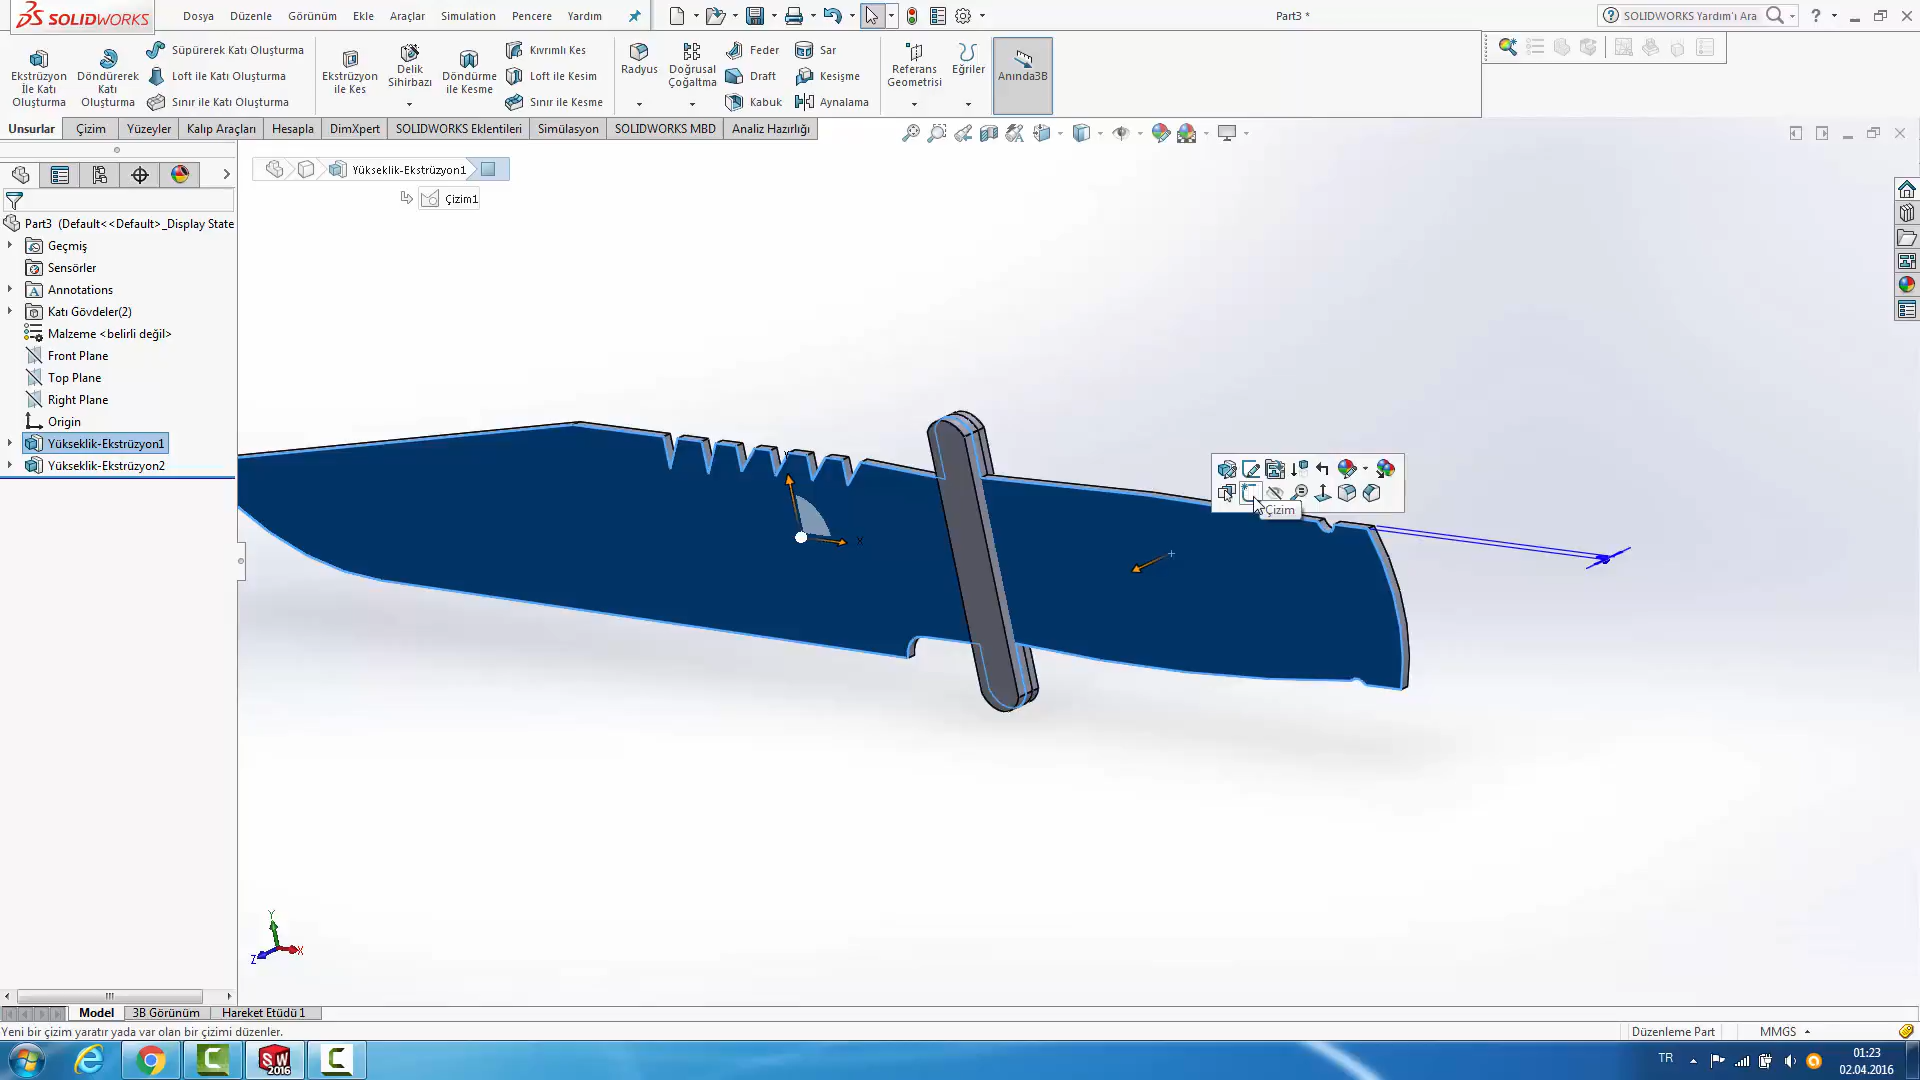 SOLIDWORKS
Dosya Düzenle Görünüm Ekle Araçlar Simulation Pencere Yardım
Part3 *
SOLIDWORKS Yardım'ı Ara
Ekstrüzyon İle Katı Oluşturma
Döndürerek Katı Oluşturma
Süpürerek Katı Oluşturma
Loft ile Katı Oluşturma
Sınır ile Katı Oluşturma
Ekstrüzyon ile Kes
Delik Sihirbazı
Döndürme ile Kesme
Kıvrımlı Kes
Loft ile Kesim
Sınır ile Kesme
Radyus
Doğrusal Çoğaltma
Feder
Draft
Kabuk
Sar
Kesişme
Aynalama
Referans Geometrisi
Eğriler
Anında3B
Unsurlar Çizim Yüzeyler Kalıp Araçları Hesapla DimXpert SOLIDWORKS Eklentileri Simülasyon SOLIDWORKS MBD Analiz Hazırlığı
Yükseklik-Ekstrüzyon1
Çizim1
Part3 (Default<<Default>_Display State
Geçmiş
Sensörler
Annotations
Katı Gövdeler(2)
Malzeme <belirli değil>
Front Plane
Top Plane
Right Plane
Origin
Yükseklik-Ekstrüzyon1
Yükseklik-Ekstrüzyon2
Çizim
X
Y
X
Z
Model 3B Görünüm Hareket Etüdü 1
Yeni bir çizim yaratır yada var olan bir çizimi düzenler.
Düzenleme Part
MMGS
SW
2016
TR
01:23
02.04.2016